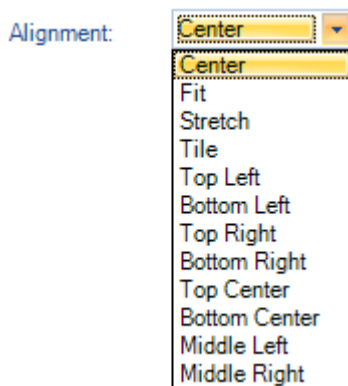 Alignment: Center
Center
Fit
Stretch
Tile
Top Left
Bottom Left
Top Right
Bottom Right
Top Center
Bottom Center
Middle Left
Middle Right